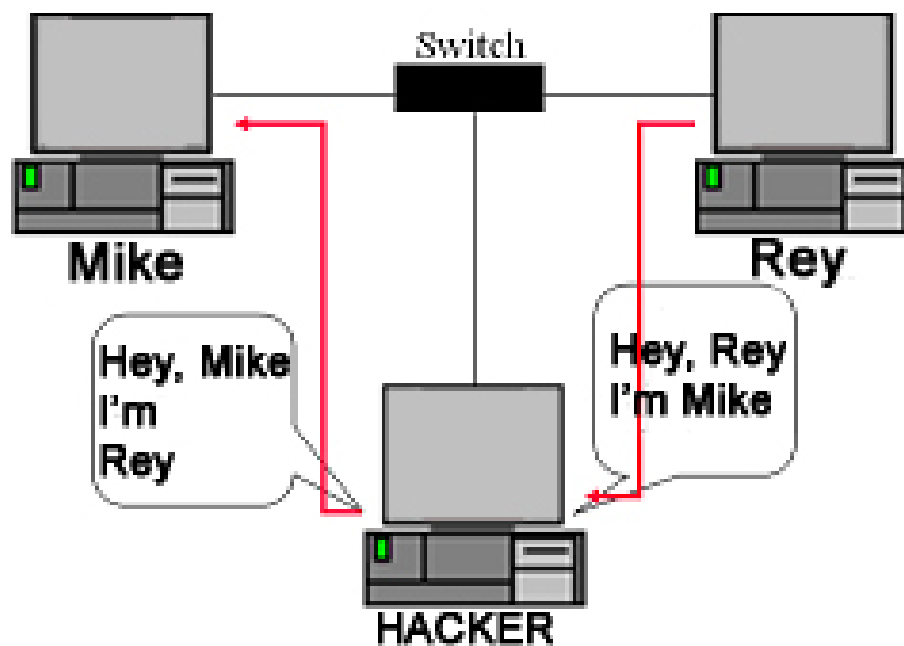 Switch
Mike
Rey
Hey, Mike
I'm
Rey
Hey, Rey
I'm Mike
HACKER